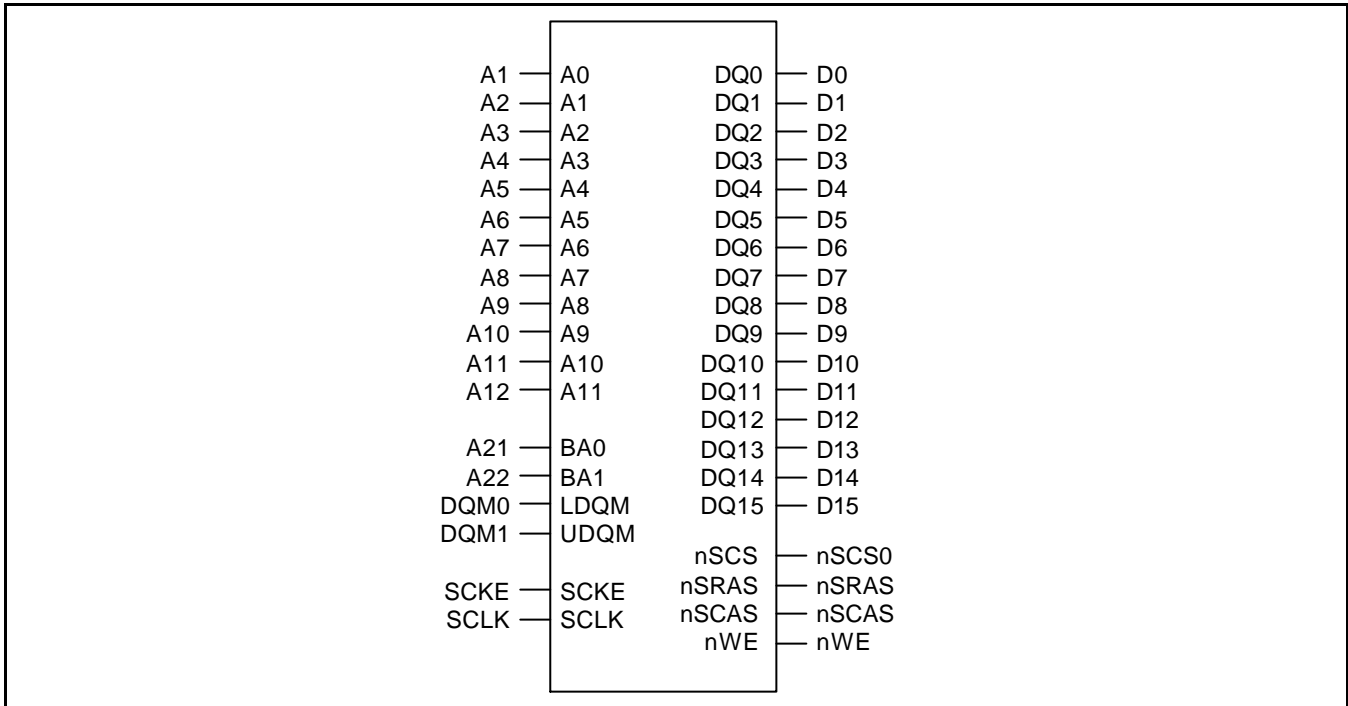 A1 A0 DQ0 D0
A2 A1 DQ1 D1
A3 A2 DQ2 D2
A4 A3 DQ3 D3
A5 A4 DQ4 D4
A6 A5 DQ5 D5
A7 A6 DQ6 D6
A8 A7 DQ7 D7
A9 A8 DQ8 D8
A10 A9 DQ9 D9
A11 A10 DQ10 D10
A12 A11 DQ11 D11
DQ12 D12
A21 BA0 DQ13 D13
A22 BA1 DQ14 D14
DQM0 LDQM DQ15 D15
DQM1 UDQM
nSCS nSCS0
SCKE SCKE nSRAS nSRAS
SCLK SCLK nSCAS nSCAS
nWE nWE